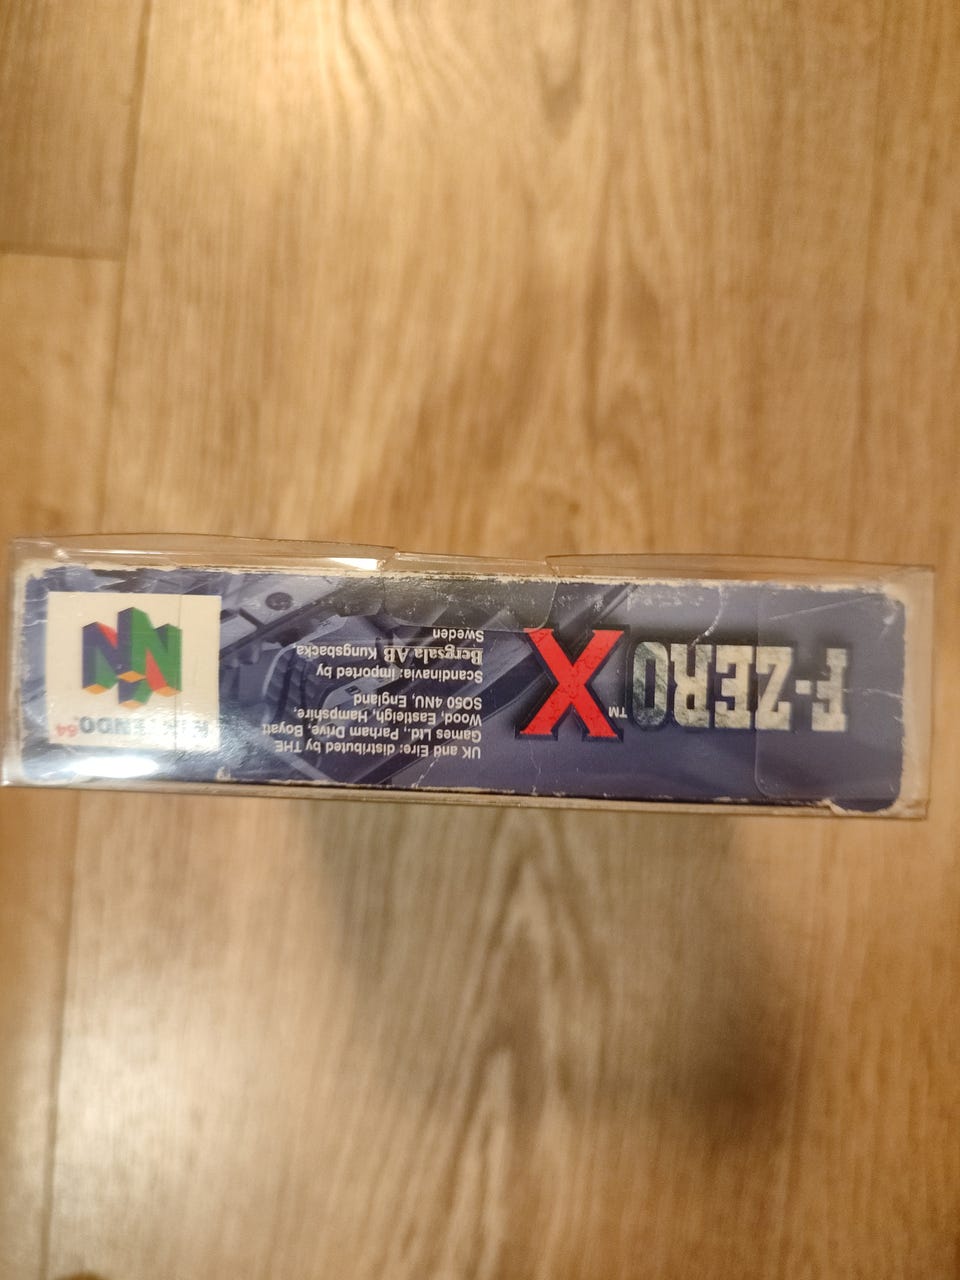 F-ZERO
X™
UK and Eire: distributed by THE
Games Ltd., Parham Drive, Boyatt
Wood, Eastleigh, Hampshire,
SO50 4NU, England
Scandinavia: imported by
Bergsala AB Kungsbacka,
Sweden
NINTENDO64